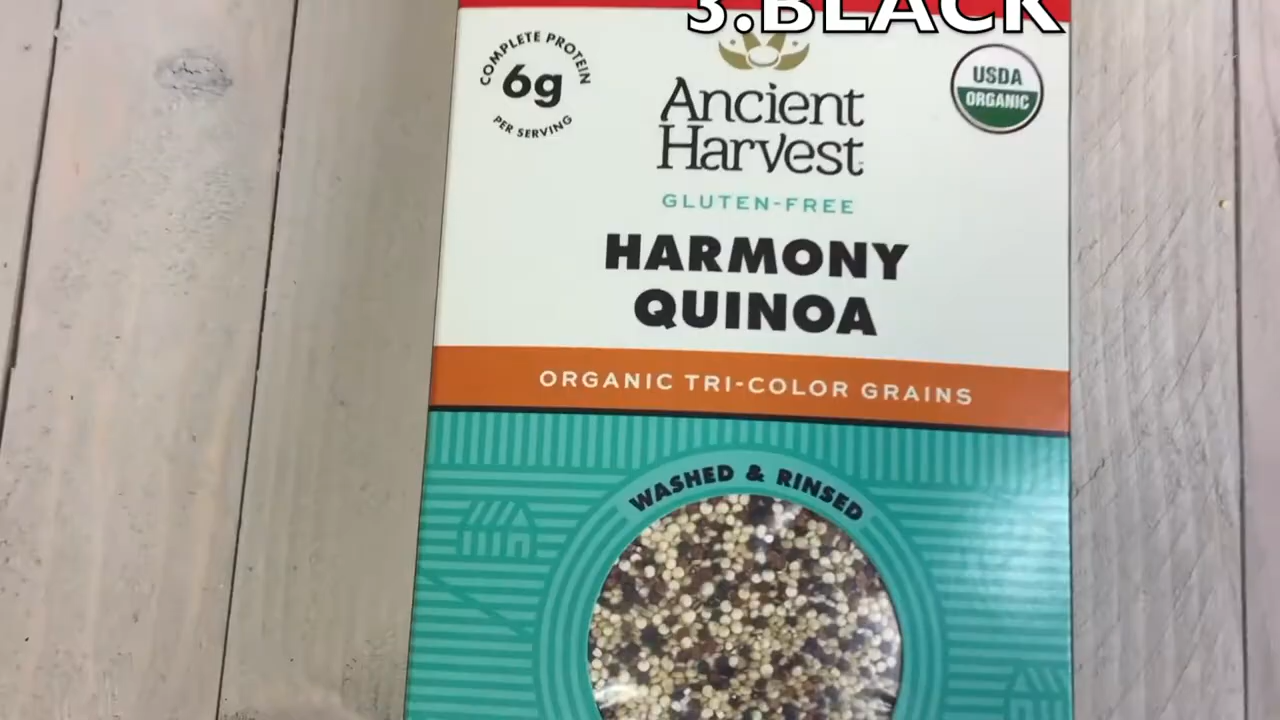 3.BLACK
COMPLETE PROTEIN
6g
PER SERVING
Ancient
Harvest
USDA
ORGANIC
GLUTEN-FREE
HARMONY
QUINOA
ORGANIC TRI-COLOR GRAINS
WASHED & RINSED